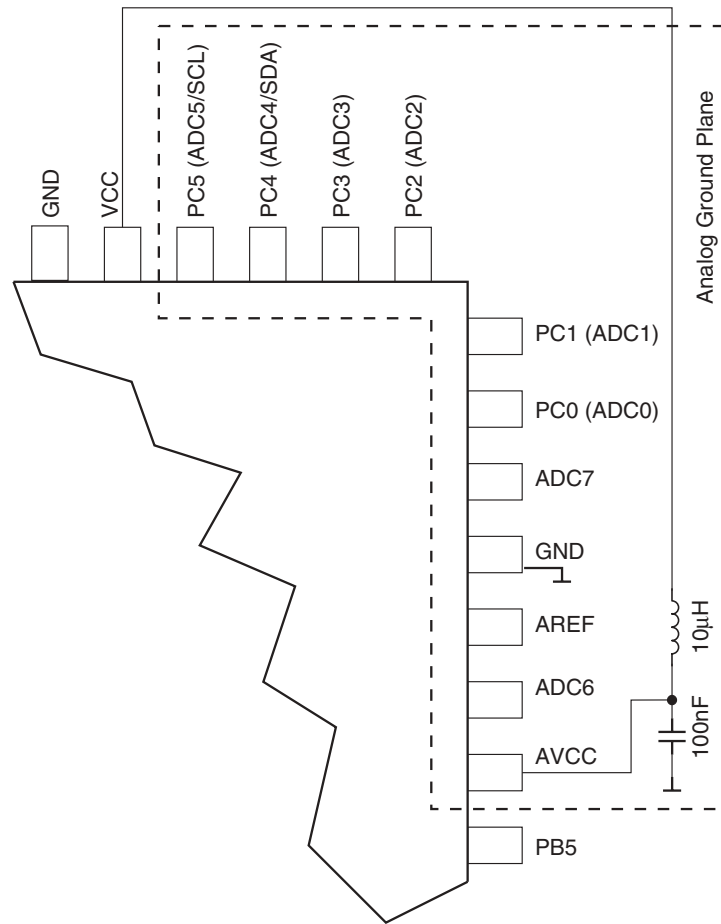 GND
VCC
PC5 (ADC5/SCL)
PC4 (ADC4/SDA)
PC3 (ADC3)
PC2 (ADC2)
Analog Ground Plane
PC1 (ADC1)
PC0 (ADC0)
ADC7
GND
AREF
ADC6
AVCC
PB5
10µH
100nF